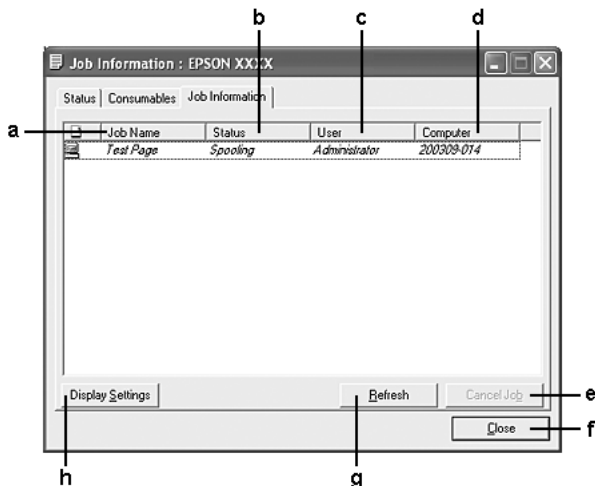 b c d
Job Information : EPSON XXXX
Status Consumables Job Information
a Job Name Status User Computer
Test Page Spooling Administrator 200309-014
Display Settings Refresh Cancel Job e
Close f
h g